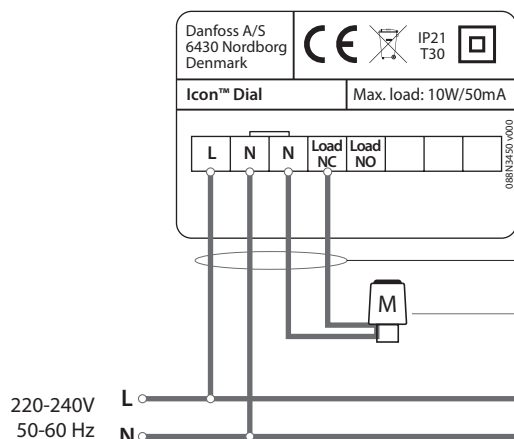 Danfoss A/S
6430 Nordborg
Denmark
CE
IP21
T30
Icon™ Dial
Max. load: 10W/50mA
088N3450 v000
L
N
N
Load
NC
Load
NO
M
220-240V
50-60 Hz
L
N